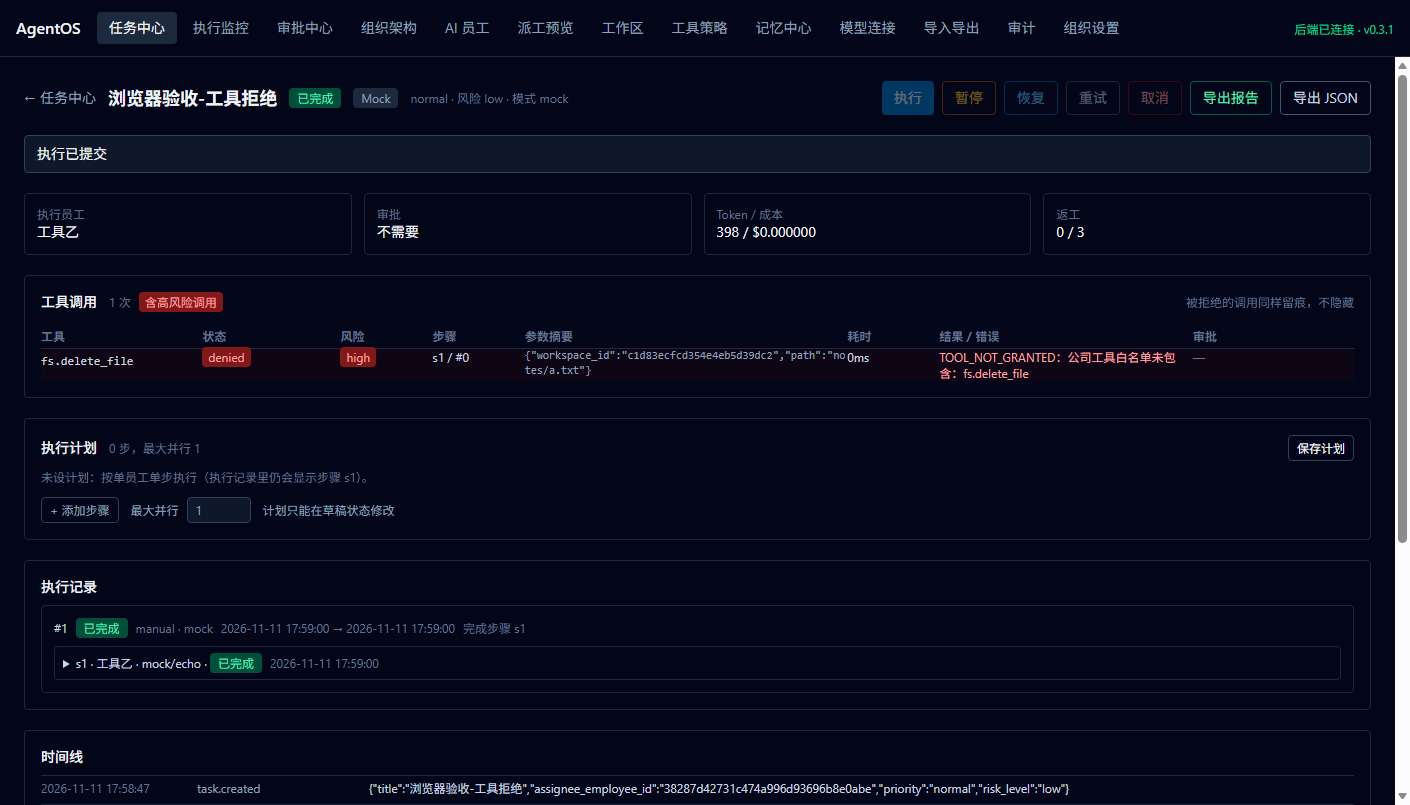 AgentOS 任务中心 执行监控 审批中心 组织架构 AI 员工 派工预览 工作区 工具策略 记忆中心 模型连接 导入导出 审计 组织设置 后端已连接 · v0.3.1
← 任务中心 浏览器验收-工具拒绝 已完成 Mock normal · 风险 low · 模式 mock 执行 暂停 恢复 重试 取消 导出报告 导出 JSON
执行已提交
执行员工 审批 Token / 成本 返工
工具乙 不需要 398 / $0.000000 0 / 3
工具调用 1 次 含高风险调用 被拒绝的调用同样留痕，不隐藏
工具 状态 风险 步骤 参数摘要 耗时 结果 / 错误 审批
fs.delete_file denied high s1 / #0 {"workspace_id":"c1d83ecfcd354e4eb5d39dc2","path":"no 0ms TOOL_NOT_GRANTED：公司工具白名单未包 —
tes/a.txt"} 含：fs.delete_file
执行计划 0 步，最大并行 1 保存计划
未设计划：按单员工单步执行（执行记录里仍会显示步骤 s1）。
+ 添加步骤 最大并行 1 计划只能在草稿状态修改
执行记录
#1 已完成 manual · mock 2026-11-11 17:59:00 → 2026-11-11 17:59:00 完成步骤 s1
▶ s1 · 工具乙 · mock/echo · 已完成 2026-11-11 17:59:00
时间线
2026-11-11 17:58:47 task.created {"title":"浏览器验收-工具拒绝","assignee_employee_id":"38287d42731c474a996d93696b8e0abe","priority":"normal","risk_level":"low"}